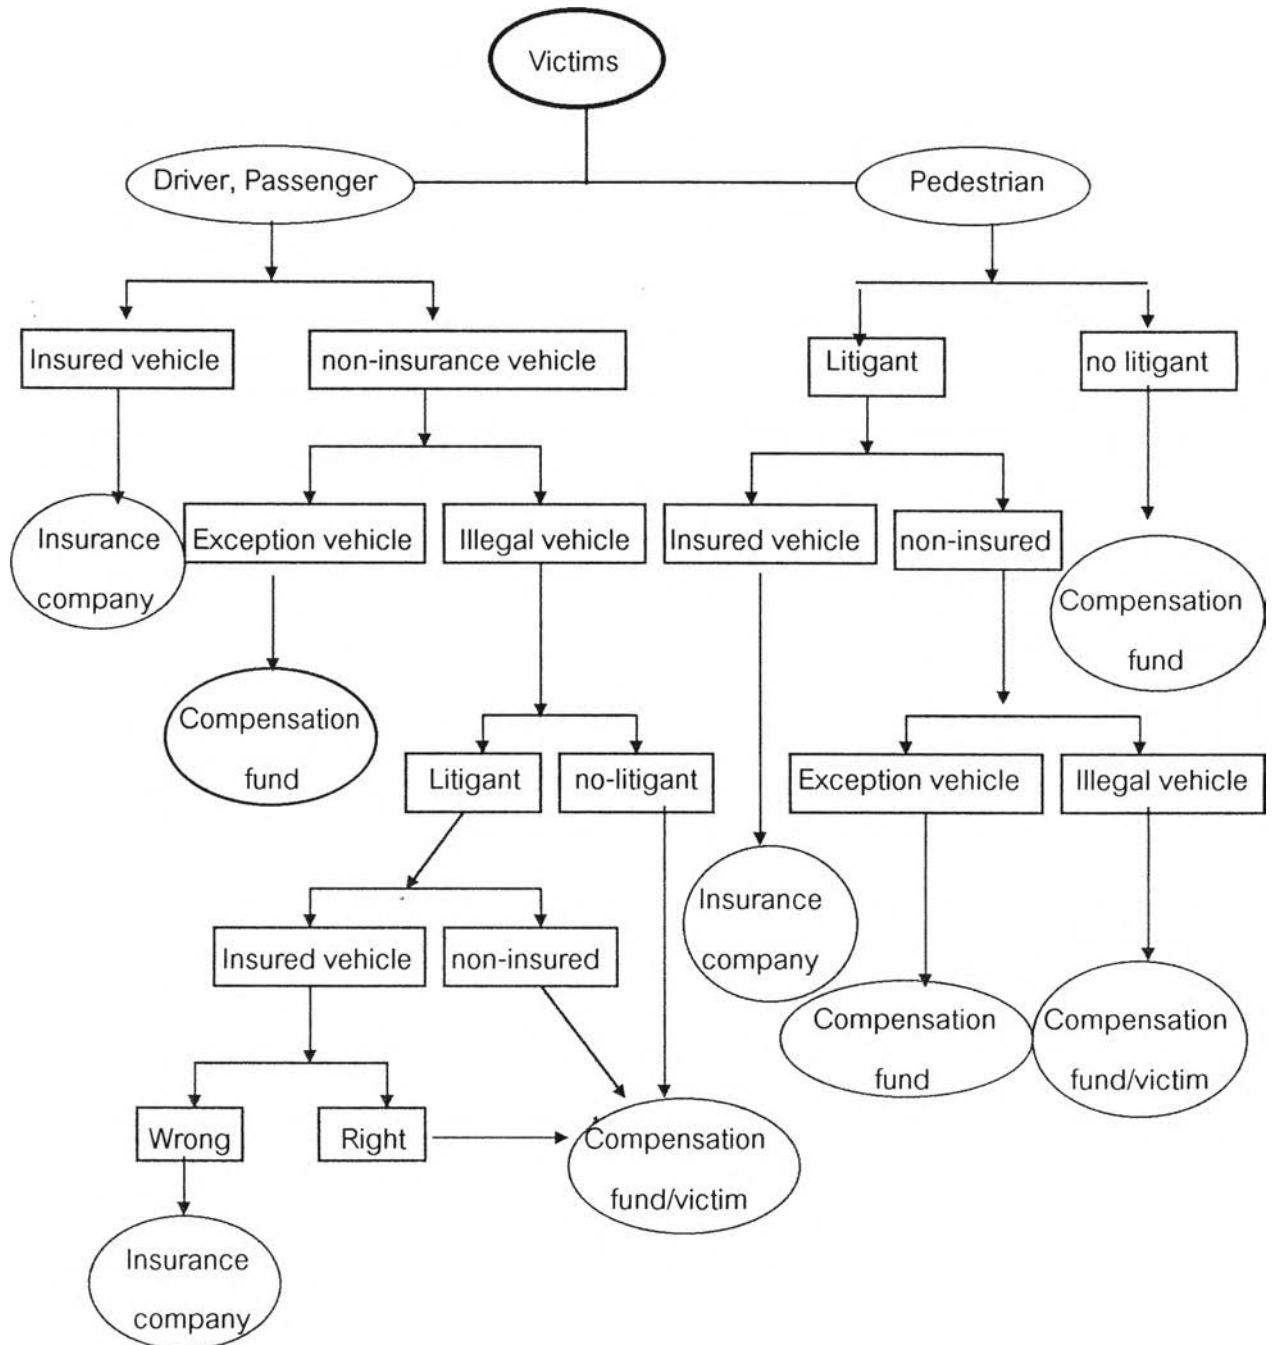 Victims
Driver, Passenger
Pedestrian
Insured vehicle
non-insurance vehicle
Litigant
no litigant
Insurance
company
Exception vehicle
Illegal vehicle
Insured vehicle
non-insured
Compensation
fund
Compensation
fund
Litigant
no-litigant
Exception vehicle
Illegal vehicle
Insurance
company
Insured vehicle
non-insured
Compensation
fund
Compensation
fund/victim
Wrong
Right
Compensation
fund/victim
Insurance
company